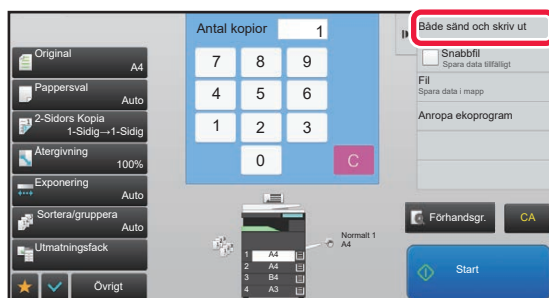 Antal kopior 1
Original
A4
Pappersval
Auto
2-Sidors Kopia
1-Sidig→1-Sidig
Återgivning
100%
Exponering
Auto
Sortera/gruppera
Auto
Utmatningsfack
Övrigt
7 8 9
4 5 6
1 2 3
0 C
Normalt 1
A4
1 A4
2 A4
3 B4
4 A3
Både sänd och skriv ut
Snabbfil
Spara data tillfälligt
Fil
Spara data i mapp
Anropa ekoprogram
Förhandsgr. CA
Start